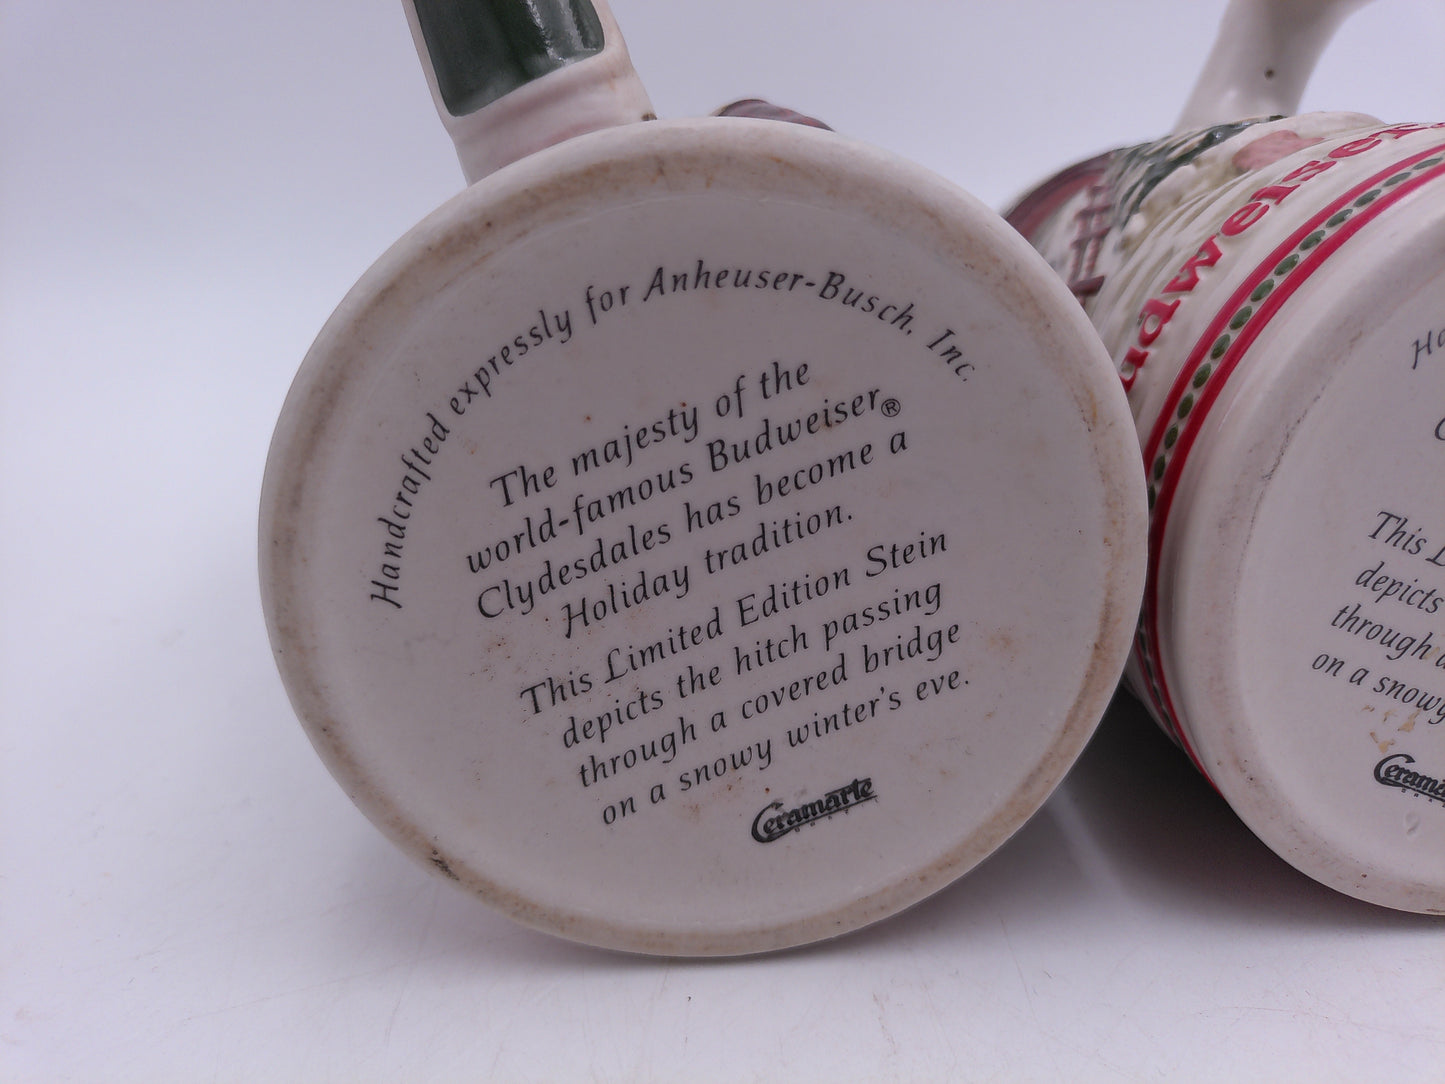 Handcrafted expressly for Anheuser-Busch, Inc.
The majesty of the
world-famous Budweiser®
Clydesdales has become a
Holiday tradition.
This Limited Edition Stein
depicts the hitch passing
through a covered bridge
on a snowy winter's eve.
Ceramarte
Budweiser
This
depicts
through
on a snowy